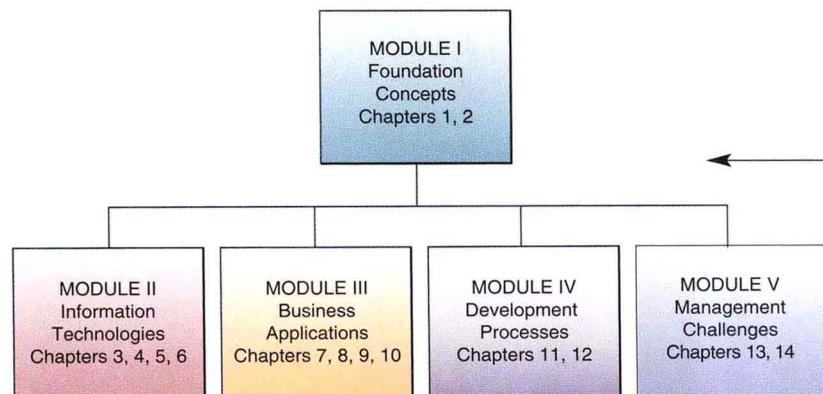 MODULE I
Foundation
Concepts
Chapters 1, 2
MODULE II
Information
Technologies
Chapters 3, 4, 5, 6
MODULE III
Business
Applications
Chapters 7, 8, 9, 10
MODULE IV
Development
Processes
Chapters 11, 12
MODULE V
Management
Challenges
Chapters 13, 14